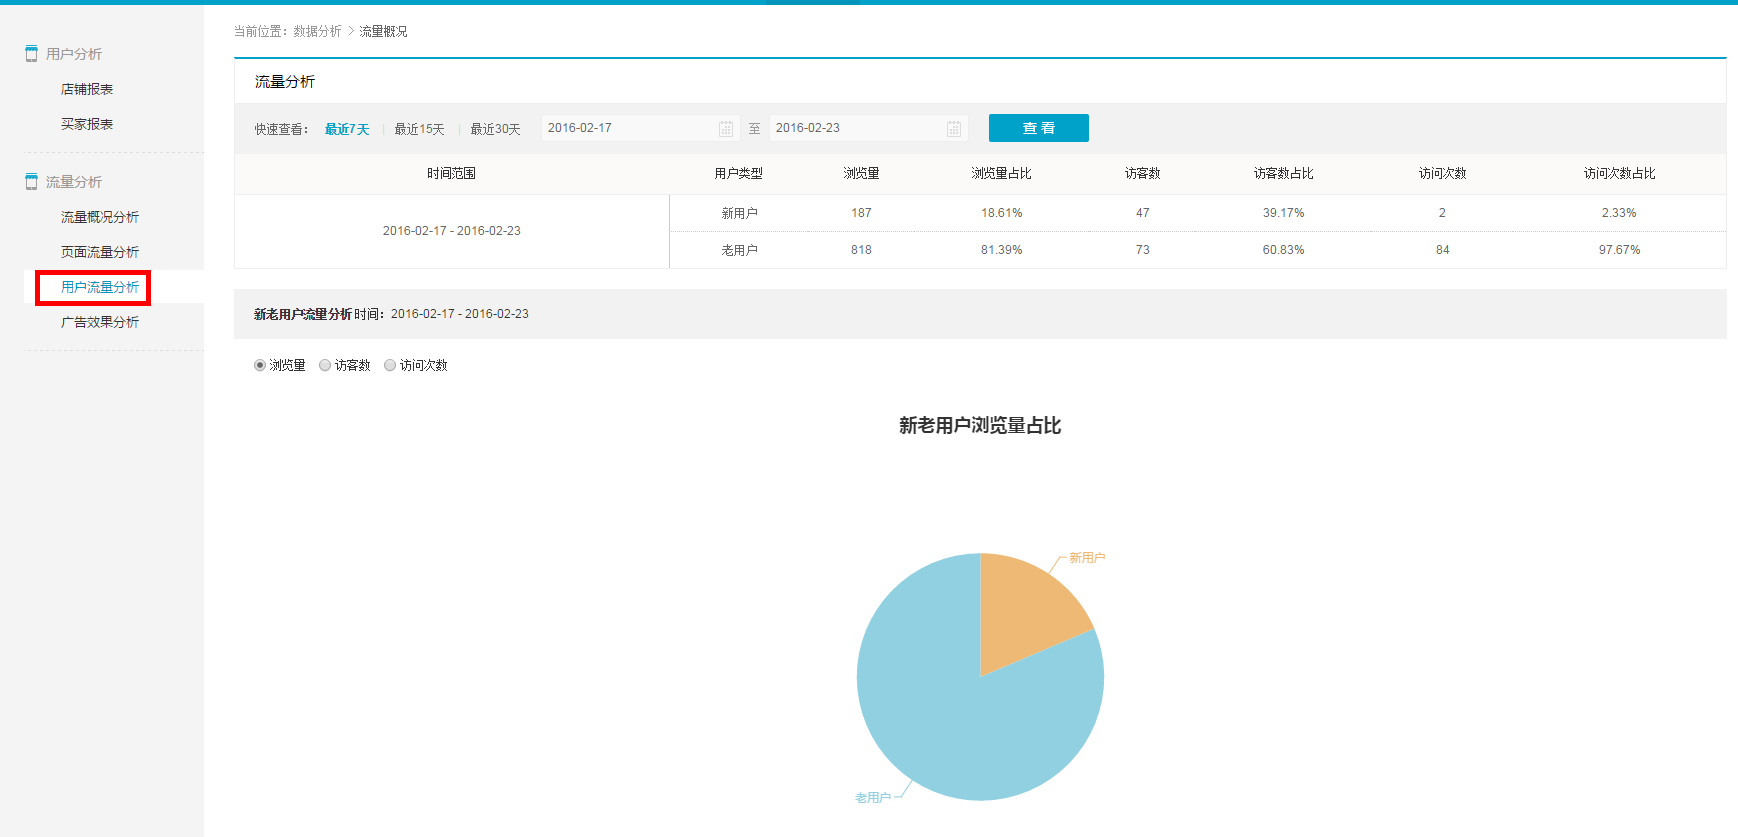 当前位置：数据分析 > 流量概况
用户分析
店铺报表
买家报表
流量分析
流量概况分析
页面流量分析
用户流量分析
广告效果分析
流量分析
快速查看： 最近7天 | 最近15天 | 最近30天 2016-02-17 至 2016-02-23 查 看
时间范围 用户类型 浏览量 浏览量占比 访客数 访客数占比 访问次数 访问次数占比
2016-02-17 - 2016-02-23
新用户 187 18.61% 47 39.17% 2 2.33%
老用户 818 81.39% 73 60.83% 84 97.67%
新老用户流量分析 时间： 2016-02-17 - 2016-02-23
浏览量 访客数 访问次数
新老用户浏览量占比
新用户
老用户